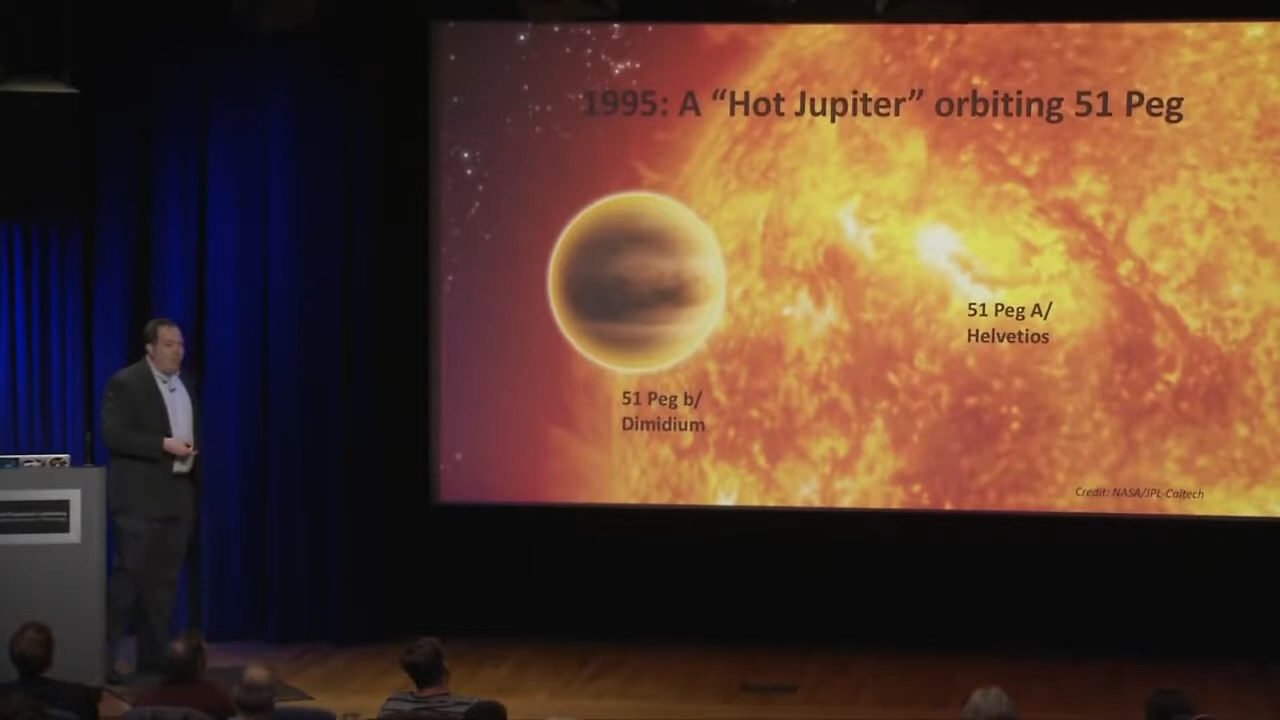 1995: A “Hot Jupiter” orbiting 51 Peg
51 Peg A/
Helvetios
51 Peg b/
Dimidium
Credit: NASA/JPL-Caltech